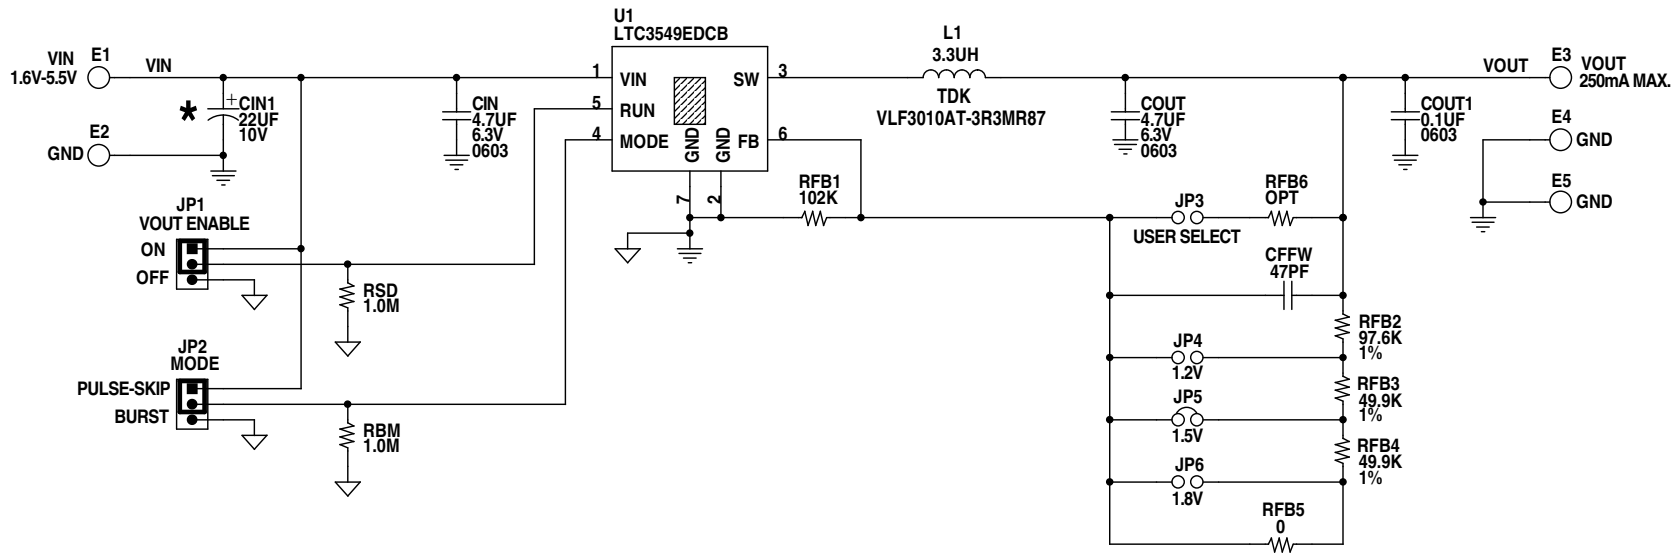 U1
LTC3549EDCB
VIN
1.6V-5.5V
E1
VIN
1
VIN
SW
3
L1
3.3UH
TDK
VLF3010AT-3R3MR87
VOUT
E3
VOUT
250mA MAX.
*
+
CIN1
22UF
10V
CIN
4.7UF
6.3V
0603
5
RUN
4
MODE
GND
GND
FB
6
7
2
COUT
4.7UF
6.3V
0603
COUT1
0.1UF
0603
E2
GND
E4
GND
E5
GND
JP1
VOUT ENABLE
ON
OFF
RSD
1.0M
RFB1
102K
JP3
USER SELECT
RFB6
OPT
CFFW
47PF
RFB2
97.6K
1%
JP2
MODE
PULSE-SKIP
BURST
RBM
1.0M
JP4
1.2V
RFB3
49.9K
1%
JP5
1.5V
RFB4
49.9K
1%
JP6
1.8V
RFB5
0